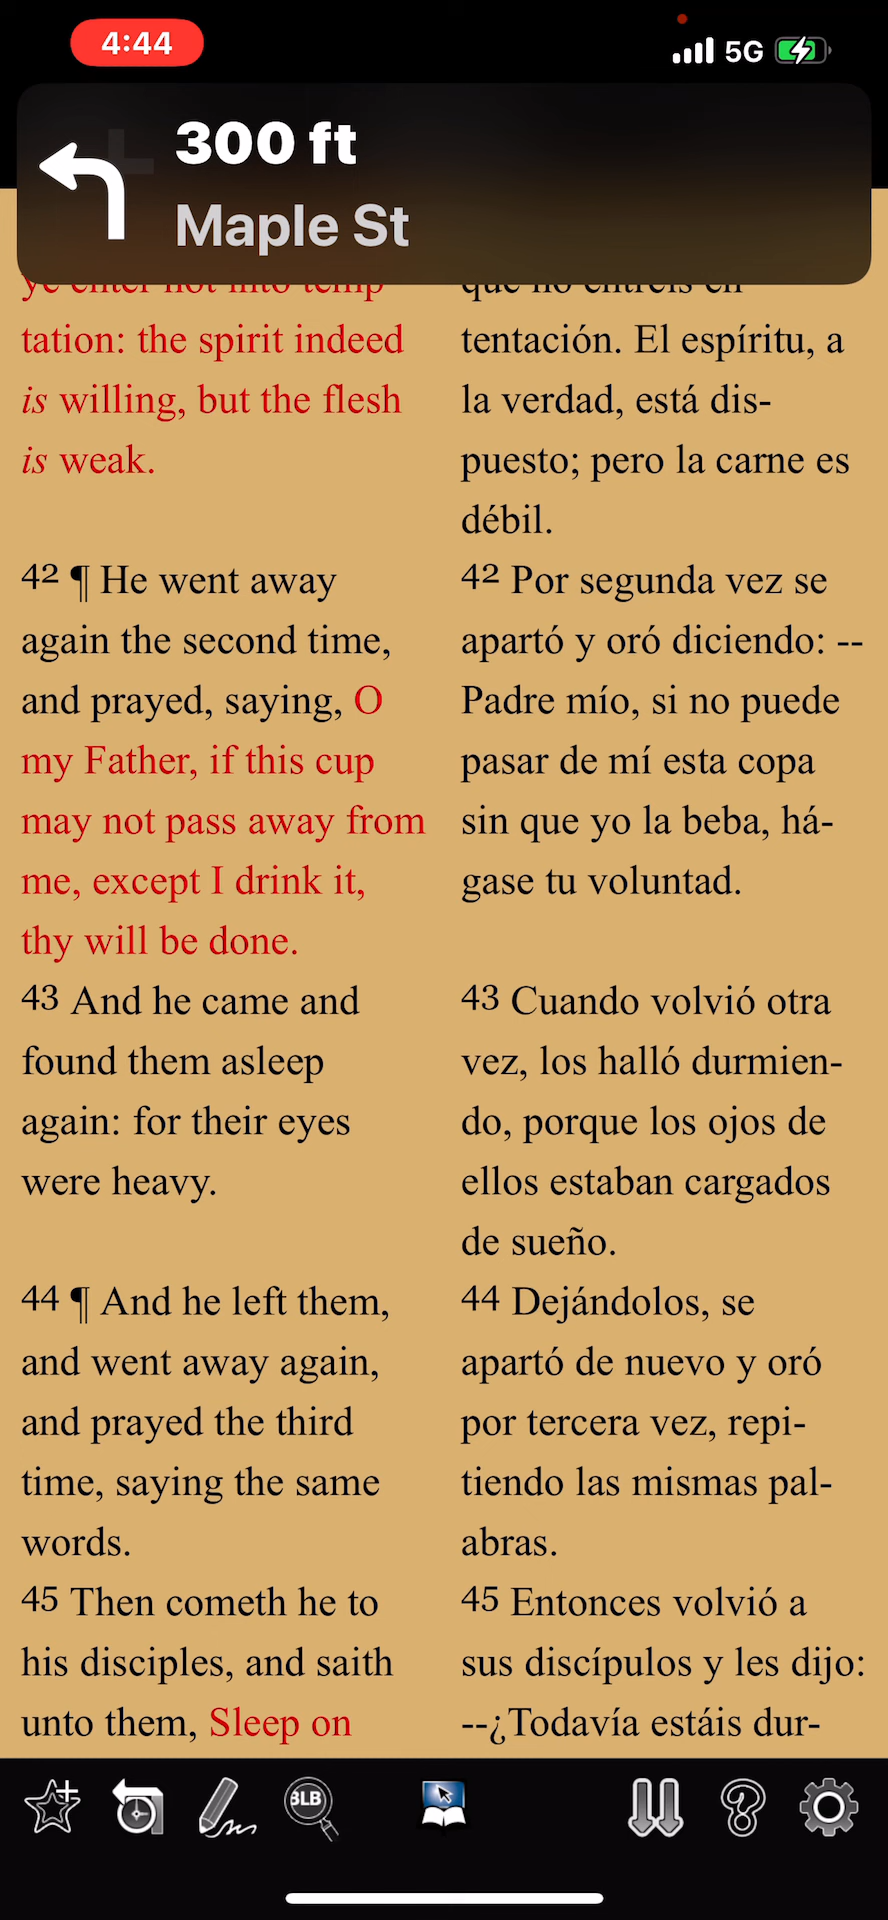 4:44
5G
300 ft
Maple St
ye enter not into temp
tation: the spirit indeed
is willing, but the flesh
is weak.
42 ¶ He went away
again the second time,
and prayed, saying, O
my Father, if this cup
may not pass away from
me, except I drink it,
thy will be done.
43 And he came and
found them asleep
again: for their eyes
were heavy.
44 ¶ And he left them,
and went away again,
and prayed the third
time, saying the same
words.
45 Then cometh he to
his disciples, and saith
unto them, Sleep on
que no entréis en
tentación. El espíritu, a
la verdad, está dis-
puesto; pero la carne es
débil.
42 Por segunda vez se
apartó y oró diciendo: --
Padre mío, si no puede
pasar de mí esta copa
sin que yo la beba, há-
gase tu voluntad.
43 Cuando volvió otra
vez, los halló durmien-
do, porque los ojos de
ellos estaban cargados
de sueño.
44 Dejándolos, se
apartó de nuevo y oró
por tercera vez, repi-
tiendo las mismas pal-
abras.
45 Entonces volvió a
sus discípulos y les dijo:
--¿Todavía estáis dur-
BLB